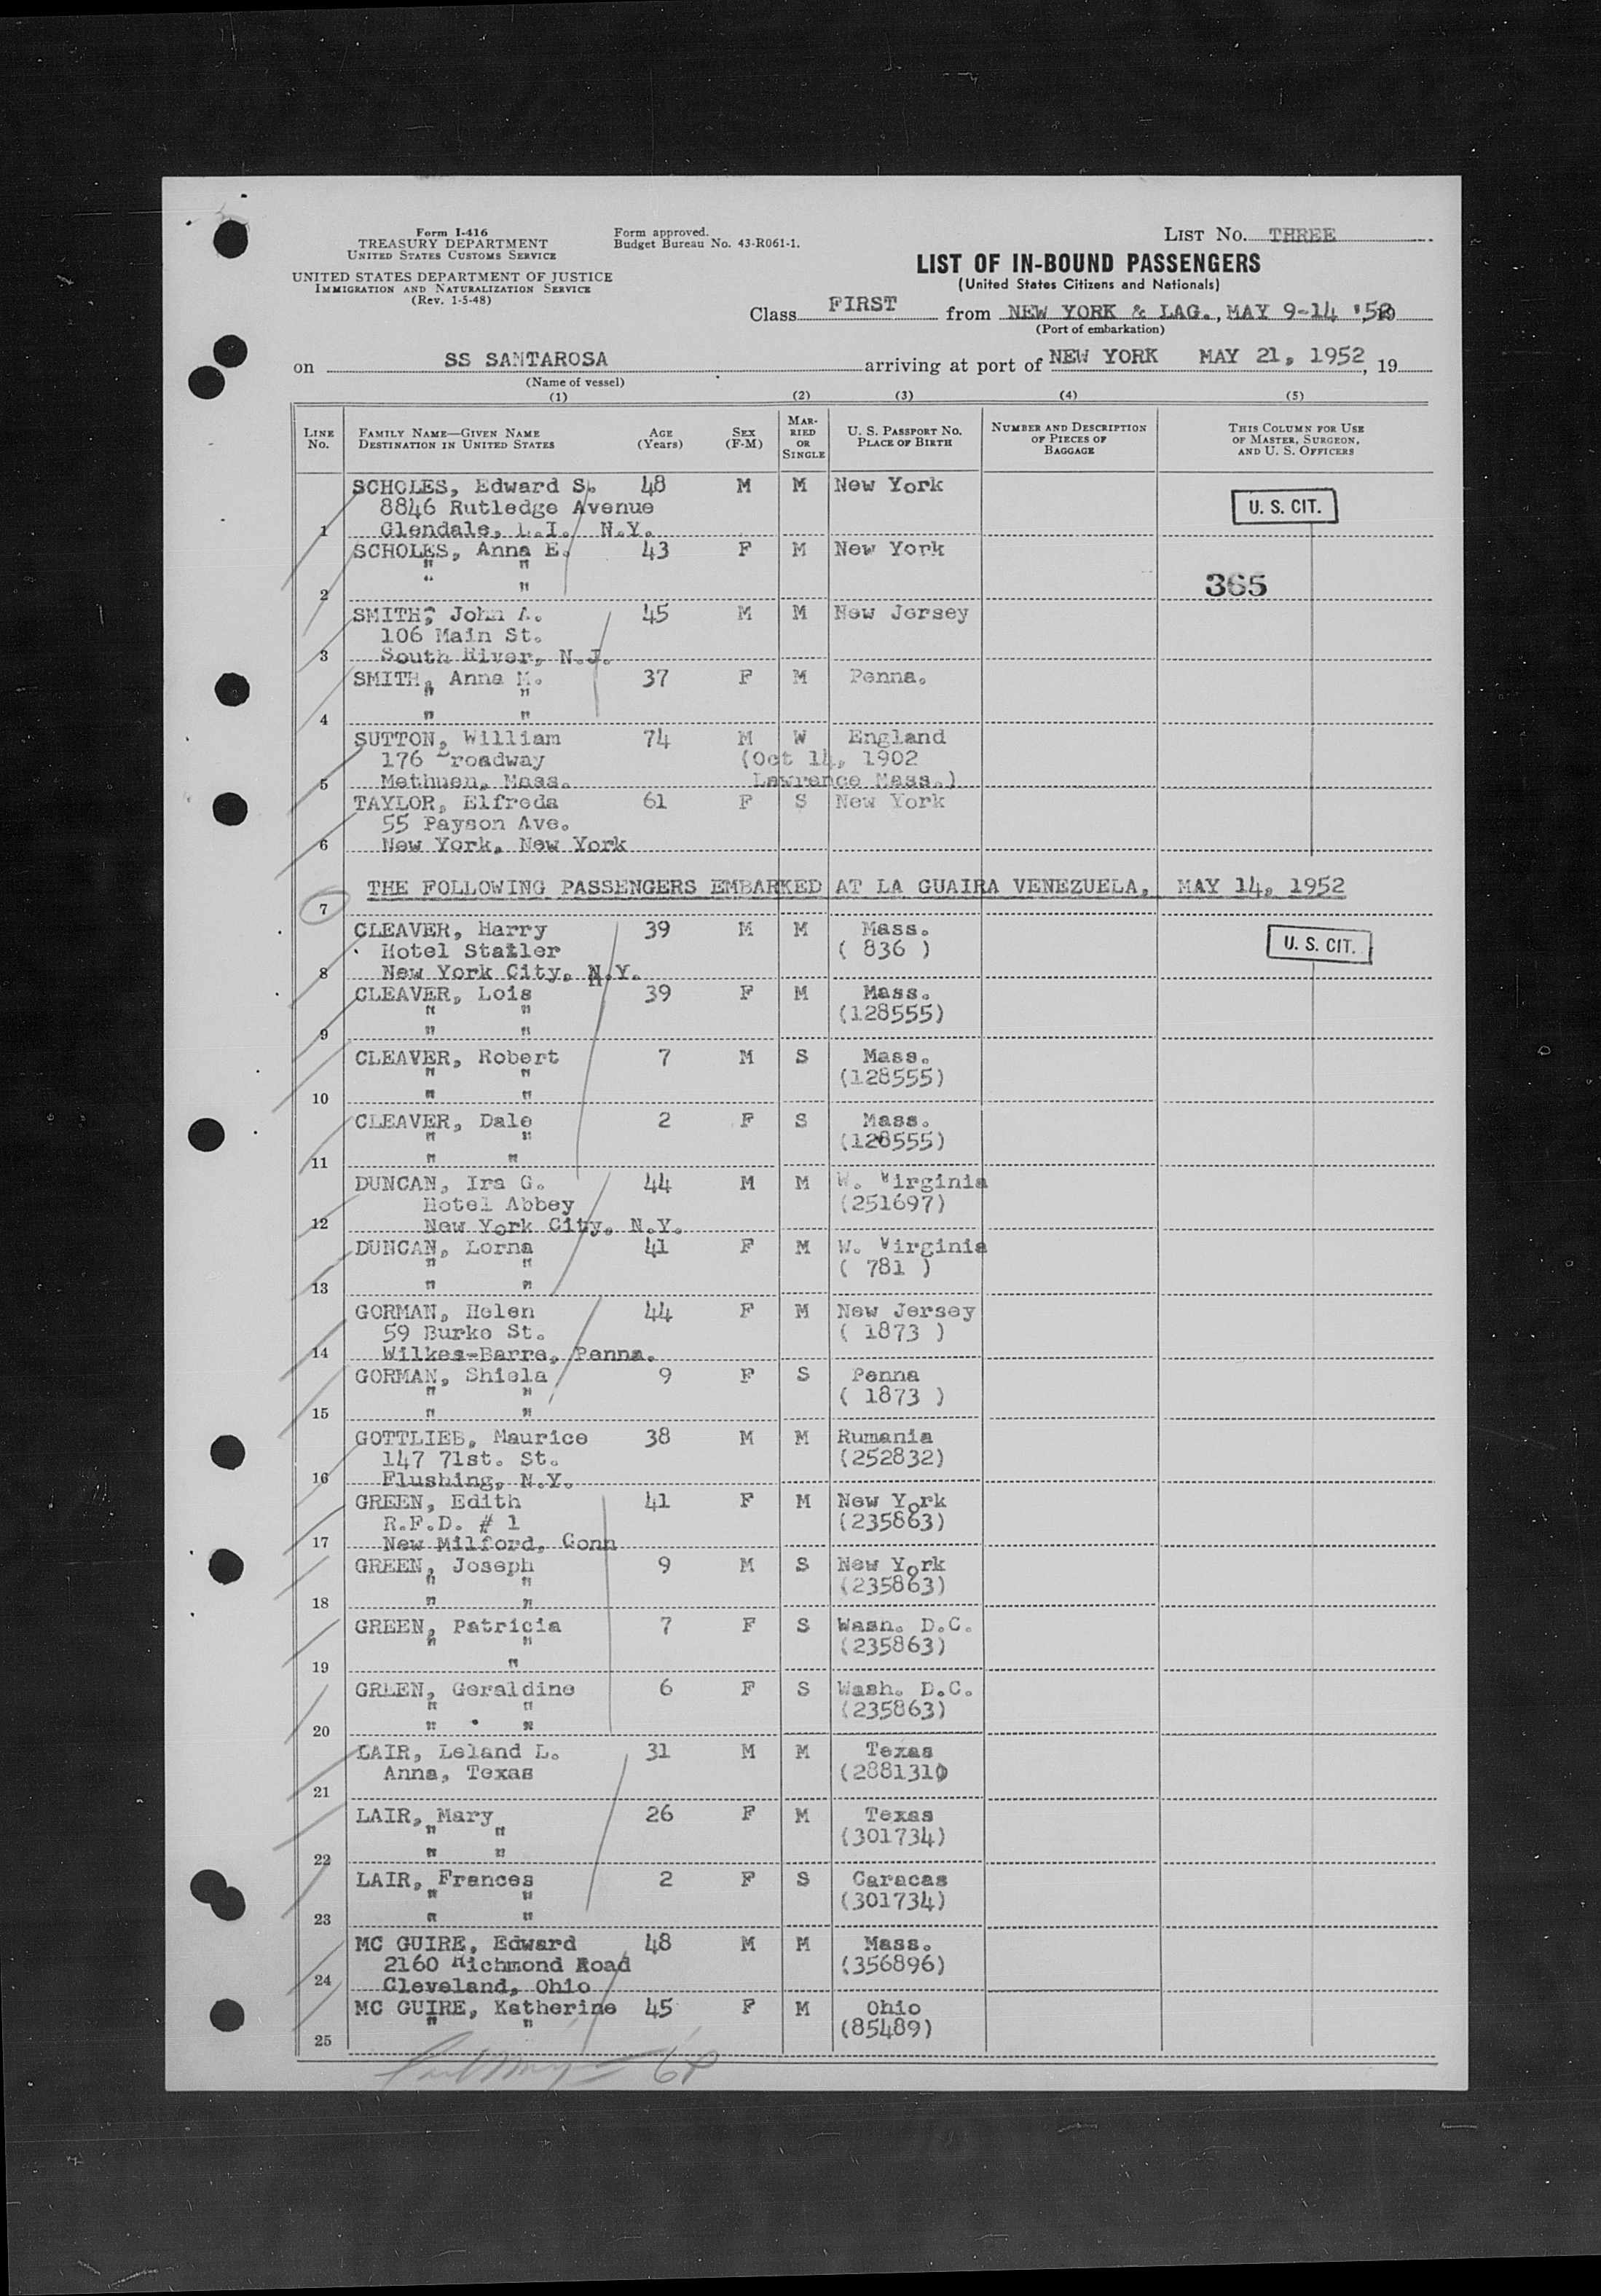 Form I-416
TREASURY DEPARTMENT
UNITED STATES CUSTOMS SERVICE
UNITED STATES DEPARTMENT OF JUSTICE
IMMIGRATION AND NATURALIZATION SERVICE
(Rev. 1-5-48)
Form approved.
Budget Bureau No. 43-R061-1.
LIST NO. THREE
LIST OF IN-BOUND PASSENGERS
(United States Citizens and Nationals)
Class FIRST from NEW YORK & LAG., MAY 9-14 '52
(Port of embarkation)
on SS SANTAROSA arriving at port of NEW YORK MAY 21, 1952, 19
(Name of vessel)
(1) (2) (3) (4) (5)
LINE No. FAMILY NAME—GIVEN NAME DESTINATION IN UNITED STATES AGE (Years) SEX (F-M) MARRIED OR SINGLE U. S. PASSPORT NO. PLACE OF BIRTH NUMBER AND DESCRIPTION OF PIECES OF BAGGAGE THIS COLUMN FOR USE OF MASTER, SURGEON, AND U. S. OFFICERS
SCHOLES, Edward S. 48 M M New York
8846 Rutledge Avenue U. S. CIT.
1 Glendale, L.I. N.Y.
SCHOLES, Anna E. 43 F M New York
" "
2 " 365
SMITH, John A. 45 M M New Jersey
106 Main St.
3 South River, N.J.
SMITH, Anna M. 37 F M Penna.
" "
4 " "
SUTTON, William 74 M W England
176 Broadway (Oct 14, 1902
5 Methuen, Mass. Lawrence Mass.)
TAYLOR, Elfreda 61 F S New York
55 Payson Ave.
6 New York, New York
THE FOLLOWING PASSENGERS EMBARKED AT LA GUAIRA VENEZUELA, MAY 14, 1952
7
CLEAVER, Harry 39 M M Mass.
Hotel Statler ( 836 ) U. S. CIT.
8 New York City, N.Y.
CLEAVER, Lois 39 F M Mass.
" " (128555)
9 " "
CLEAVER, Robert 7 M S Mass.
" " (128555)
10 " "
CLEAVER, Dale 2 F S Mass.
" " (128555)
11 " "
DUNCAN, Ira G. 44 M M W. Virginia
Hotel Abbey (251697)
12 New York City, N.Y.
DUNCAN, Lorna 41 F M W. Virginia
" " ( 781 )
13 " "
GORMAN, Helen 44 F M New Jersey
59 Burke St. ( 1873 )
14 Wilkes-Barre, Penna.
GORMAN, Shiela 9 F S Penna
" " ( 1873 )
15 " "
GOTTLIEB, Maurice 38 M M Rumania
147 71st. St. (252832)
16 Flushing, N.Y.
GREEN, Edith 41 F M New York
R.F.D. # 1 (235863)
17 New Milford, Conn
GREEN, Joseph 9 M S New York
" " (235863)
18 " "
GREEN, Patricia 7 F S Wash. D.C.
" " (235863)
19 "
GREEN, Geraldine 6 F S Wash. D.C.
" " (235863)
20 " "
LAIR, Leland L. 31 M M Texas
Anna, Texas (288131)
21
LAIR, Mary 26 F M Texas
" " (301734)
22 " "
LAIR, Frances 2 F S Caracas
" " (301734)
23 " "
MC GUIRE, Edward 48 M M Mass.
2160 Richmond Road (356896)
24 Cleveland, Ohio
MC GUIRE, Katherine 45 F M Ohio
" " (85489)
25